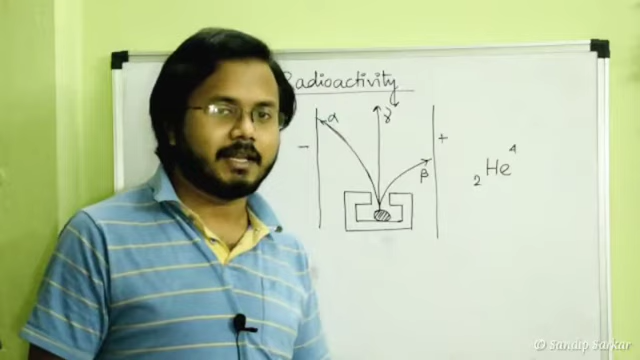 Radioactivity
α
γ
− +
β
₂He⁴
© Sandip Sarkar